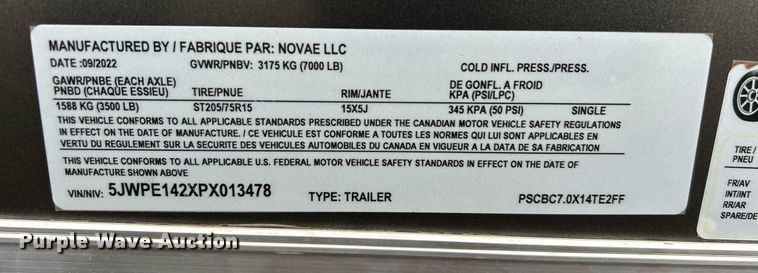 MANUFACTURED BY / FABRIQUE PAR: NOVAE LLC
DATE :09/2022 GVWR/PNBV: 3175 KG (7000 LB) COLD INFL. PRESS./PRESS.
GAWR/PNBE (EACH AXLE) TIRE/PNUE RIM/JANTE DE GONFL. A FROID
PNBD (CHAQUE ESSIEU) KPA (PSI/LPC)
1588 KG (3500 LB) ST205/75R15 15X5J 345 KPA (50 PSI) SINGLE
THIS VEHICLE CONFORMS TO ALL APPLICABLE STANDARDS PRESCRIBED UNDER THE CANADIAN MOTOR VEHICLE SAFETY REGULATIONS
IN EFFECT ON THE DATE OF MANUFACTURE. / CE VEHICULE EST CONFORME A TOUTES LES NORMES QUI LUI SONT APPLICABLES EN
VERTU DU REGULEMENT SUR LA SECURITE DES VEHICULES AUTOMOBILES DU CANADA EN VIGUEUR A LA DATA DE SA FABRICATION
THIS VEHICLE CONFORMS TO ALL APPLICABLE U.S. FEDERAL MOTOR VEHICLE SAFETY STANDARDS IN EFFECT ON THE DATE OF
MANUFACTURE SHOWN ABOVE.
VIN/NIV: 5JWPE142XPX013478 TYPE: TRAILER PSCBC7.0X14TE2FF
TIRE /
PNEU
FR/AV
INT/INT
RR/AR
SPARE/DE
Purple Wave Auction